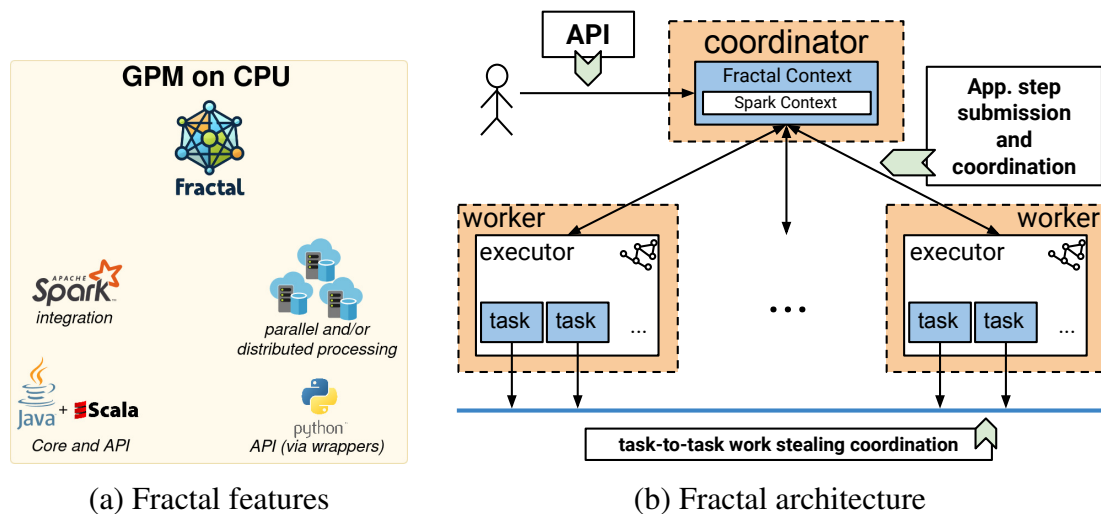 GPM on CPU
Fractal
APACHE
Spark™
integration
parallel and/or
distributed processing
Java + Scala
Core and API
python™
API (via wrappers)
(a) Fractal features
API
coordinator
Fractal Context
Spark Context
App. step
submission
and
coordination
worker
executor
task task ...
...
worker
executor
task task ...
task-to-task work stealing coordination
(b) Fractal architecture